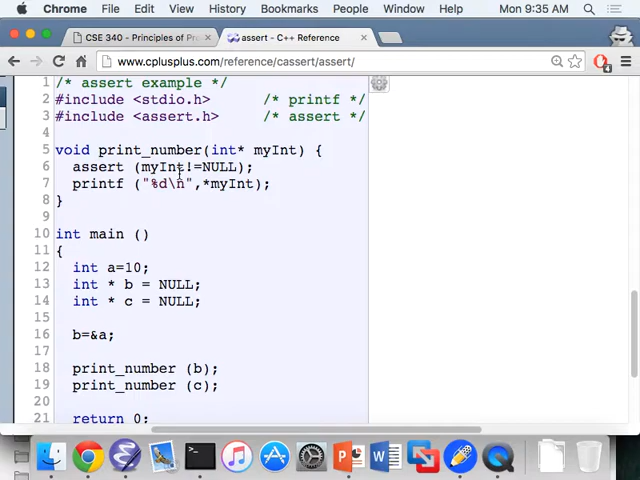 Chrome File Edit View History Bookmarks People Window Help Mon 9:35 AM
CSE 340 - Principles of Pr assert - C++ Reference
www.cplusplus.com/reference/cassert/assert/
1 /* assert example */
2 #include <stdio.h> /* printf */
3 #include <assert.h> /* assert */
4
5 void print_number(int* myInt) {
6 assert (myInt!=NULL);
7 printf ("%d\n",*myInt);
8 }
9
10 int main ()
11 {
12 int a=10;
13 int * b = NULL;
14 int * c = NULL;
15
16 b=&a;
17
18 print_number (b);
19 print_number (c);
20
21 return 0;